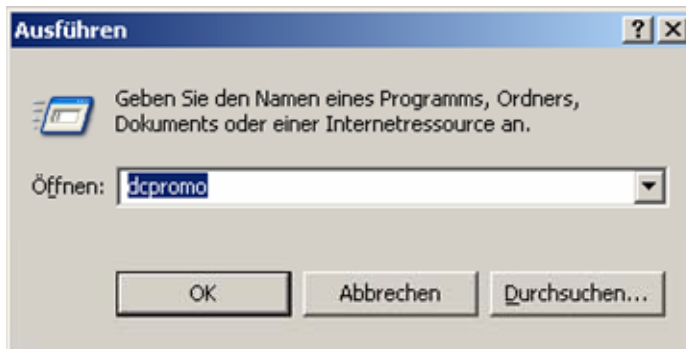 Ausführen
Geben Sie den Namen eines Programms, Ordners,
Dokuments oder einer Internetressource an.
Öffnen: dcpromo
OK Abbrechen Durchsuchen...